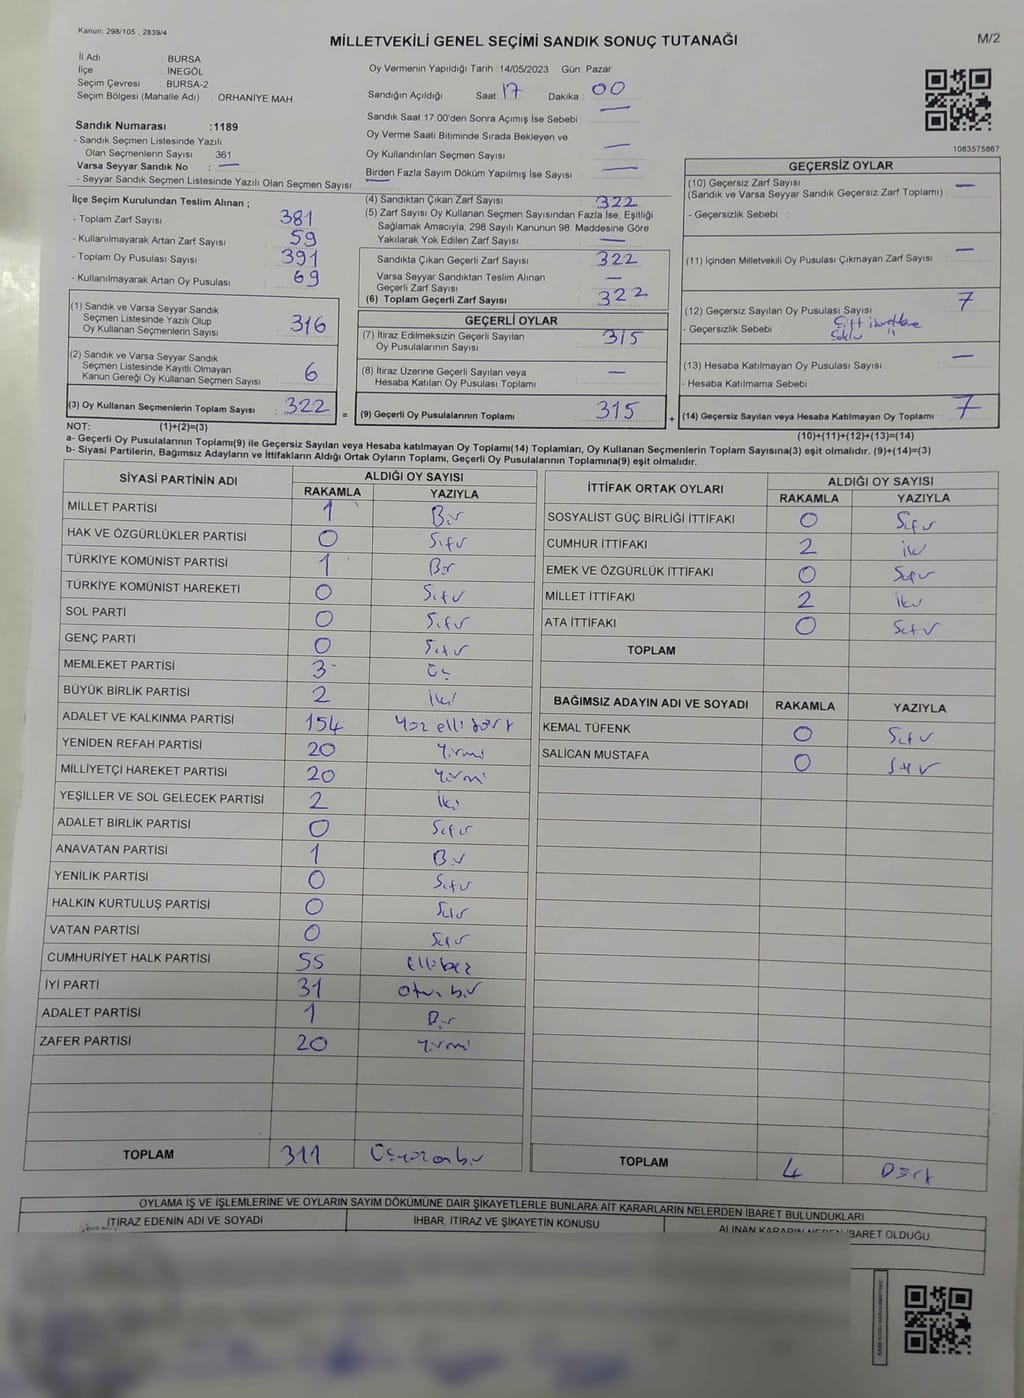 Kanun: 298/105 , 2839/4
MİLLETVEKİLİ GENEL SEÇİMİ SANDIK SONUÇ TUTANAĞI
M/2
İl Adı : BURSA
İlçe : İNEGÖL
Seçim Çevresi : BURSA-2
Seçim Bölgesi (Mahalle Adı) : ORHANİYE MAH
Sandık Numarası :1189
- Sandık Seçmen Listesinde Yazılı
Olan Seçmenlerin Sayısı 361
Varsa Seyyar Sandık No : —
- Seyyar Sandık Seçmen Listesinde Yazılı Olan Seçmen Sayısı:
Oy Vermenin Yapıldığı Tarih :14/05/2023 Gün: Pazar
Sandığın Açıldığı Saat: 17 Dakika : 00
Sandık Saat 17:00'den Sonra Açımış İse Sebebi : —
Oy Verme Saati Bitiminde Sırada Bekleyen ve
Oy Kullandırılan Seçmen Sayısı : —
Birden Fazla Sayım Döküm Yapılmış İse Sayısı : —
1083575867
İlçe Seçim Kurulundan Teslim Alınan ;
- Toplam Zarf Sayısı : 381
- Kullanılmayarak Artan Zarf Sayısı : 59
- Toplam Oy Pusulası Sayısı : 391
- Kullanılmayarak Artan Oy Pusulası : 69
(1) Sandık ve Varsa Seyyar Sandık
Seçmen Listesinde Yazılı Olup
Oy Kullanan Seçmenlerin Sayısı : 316
(2) Sandık ve Varsa Seyyar Sandık
Seçmen Listesinde Kayıtlı Olmayan
Kanun Gereği Oy Kullanan Seçmen Sayısı : 6
(3) Oy Kullanan Seçmenlerin Toplam Sayısı : 322 =
(4) Sandıktan Çıkan Zarf Sayısı : 322
(5) Zarf Sayısı Oy Kullanan Seçmen Sayısından Fazla İse, Eşitliği
Sağlamak Amacıyla, 298 Sayılı Kanunun 98. Maddesine Göre
Yakılarak Yok Edilen Zarf Sayısı : —
Sandıkta Çıkan Geçerli Zarf Sayısı : 322
Varsa Seyyar Sandıktan Teslim Alınan
Geçerli Zarf Sayısı : —
(6) Toplam Geçerli Zarf Sayısı : 322
GEÇERLİ OYLAR
(7) İtiraz Edilmeksizin Geçerli Sayılan
Oy Pusulalarının Sayısı : 315
(8) İtiraz Üzerine Geçerli Sayılan veya
Hesaba Katılan Oy Pusulası Toplamı : —
(9) Geçerli Oy Pusulalarının Toplamı : 315 +
GEÇERSİZ OYLAR
(10) Geçersiz Zarf Sayısı : —
(Sandık ve Varsa Seyyar Sandık Geçersiz Zarf Toplamı)
- Geçersizlik Sebebi :
(11) İçinden Milletvekili Oy Pusulası Çıkmayan Zarf Sayısı : —
(12) Geçersiz Sayılan Oy Pusulası Sayısı : 7
- Geçersizlik Sebebi : Çift
(13) Hesaba Katılmayan Oy Pusulası Sayısı : —
- Hesaba Katılmama Sebebi :
(14) Geçersiz Sayılan veya Hesaba Katılmayan Oy Toplamı : 7
NOT: (1)+(2)=(3)
(10)+(11)+(12)+(13)=(14)
a- Geçerli Oy Pusulalarının Toplamı(9) ile Geçersiz Sayılan veya Hesaba katılmayan Oy Toplamı(14) Toplamları, Oy Kullanan Seçmenlerin Toplam Sayısına(3) eşit olmalıdır. (9)+(14)=(3)
b- Siyasi Partilerin, Bağımsız Adayların ve İttifakların Aldığı Ortak Oyların Toplamı, Geçerli Oy Pusulalarının Toplamına(9) eşit olmalıdır.
SİYASİ PARTİNİN ADI
ALDIĞI OY SAYISI
RAKAMLA YAZIYLA
MİLLET PARTİSİ 1 Bir
HAK VE ÖZGÜRLÜKLER PARTİSİ 0 Sıfır
TÜRKİYE KOMÜNİST PARTİSİ 1 Bir
TÜRKİYE KOMÜNİST HAREKETİ 0 Sıfır
SOL PARTİ 0 Sıfır
GENÇ PARTİ 0 Sıfır
MEMLEKET PARTİSİ 3 Üç
BÜYÜK BİRLİK PARTİSİ 2 İki
ADALET VE KALKINMA PARTİSİ 154 Yüz elli dört
YENİDEN REFAH PARTİSİ 20 Yirmi
MİLLİYETÇİ HAREKET PARTİSİ 20 Yirmi
YEŞİLLER VE SOL GELECEK PARTİSİ 2 İki
ADALET BİRLİK PARTİSİ 0 Sıfır
ANAVATAN PARTİSİ 1 Bir
YENİLİK PARTİSİ 0 Sıfır
HALKIN KURTULUŞ PARTİSİ 0 Sıfır
VATAN PARTİSİ 0 Sıfır
CUMHURİYET HALK PARTİSİ 55 Ellibeş
İYİ PARTİ 31 Otuz bir
ADALET PARTİSİ 1 Bir
ZAFER PARTİSİ 20 Yirmi
TOPLAM 311 Üçyüzonbir
İTTİFAK ORTAK OYLARI
ALDIĞI OY SAYISI
RAKAMLA YAZIYLA
SOSYALİST GÜÇ BİRLİĞİ İTTİFAKI 0 Sıfır
CUMHUR İTTİFAKI 2 İki
EMEK VE ÖZGÜRLÜK İTTİFAKI 0 Sıfır
MİLLET İTTİFAKI 2 İki
ATA İTTİFAKI 0 Sıfır
TOPLAM
BAĞIMSIZ ADAYIN ADI VE SOYADI RAKAMLA YAZIYLA
KEMAL TÜFENK 0 Sıfır
SALİCAN MUSTAFA 0 Sıfır
TOPLAM 4 Dört
OYLAMA İŞ VE İŞLEMLERİNE VE OYLARIN SAYIM DÖKÜMÜNE DAİR ŞİKAYETLERLE BUNLARA AİT KARARLARIN NELERDEN İBARET BULUNDUKLARI
İTİRAZ EDENİN ADI VE SOYADI
İHBAR, İTİRAZ VE ŞİKAYETİN KONUSU
ALINAN KARARIN NEDEN İBARET OLDUĞU